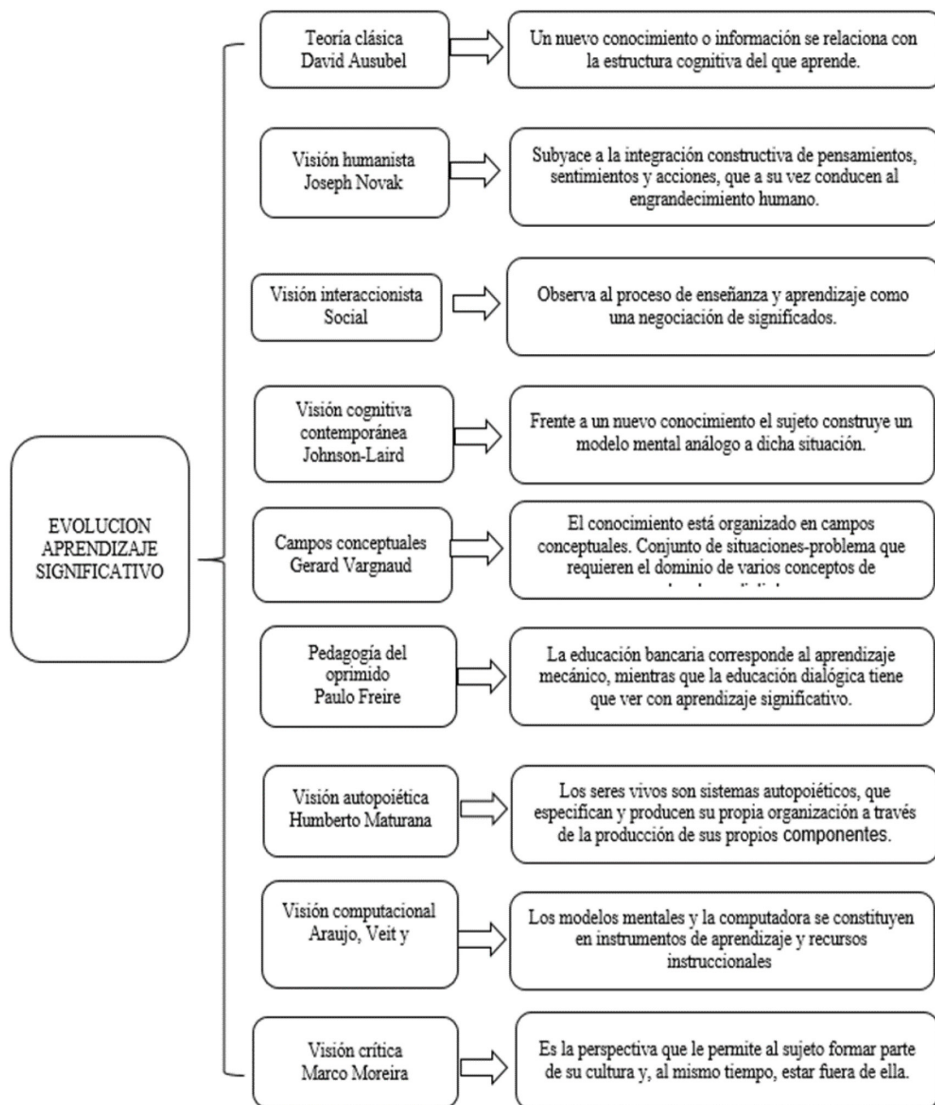 Teoría clásica
David Ausubel
Un nuevo conocimiento o información se relaciona con
la estructura cognitiva del que aprende.
Visión humanista
Joseph Novak
Subyace a la integración constructiva de pensamientos,
sentimientos y acciones, que a su vez conducen al
engrandecimiento humano.
Visión interaccionista
Social
Observa al proceso de enseñanza y aprendizaje como
una negociación de significados.
Visión cognitiva
contemporánea
Johnson-Laird
Frente a un nuevo conocimiento el sujeto construye un
modelo mental análogo a dicha situación.
EVOLUCION
APRENDIZAJE
SIGNIFICATIVO
Campos conceptuales
Gerard Vargnaud
El conocimiento está organizado en campos
conceptuales. Conjunto de situaciones-problema que
requieren el dominio de varios conceptos de
Pedagogía del
oprimido
Paulo Freire
La educación bancaria corresponde al aprendizaje
mecánico, mientras que la educación dialógica tiene
que ver con aprendizaje significativo.
Visión autopoiética
Humberto Maturana
Los seres vivos son sistemas autopoiéticos, que
especifican y producen su propia organización a través
de la producción de sus propios componentes.
Visión computacional
Araujo, Veit y
Los modelos mentales y la computadora se constituyen
en instrumentos de aprendizaje y recursos
instruccionales
Visión crítica
Marco Moreira
Es la perspectiva que le permite al sujeto formar parte
de su cultura y, al mismo tiempo, estar fuera de ella.